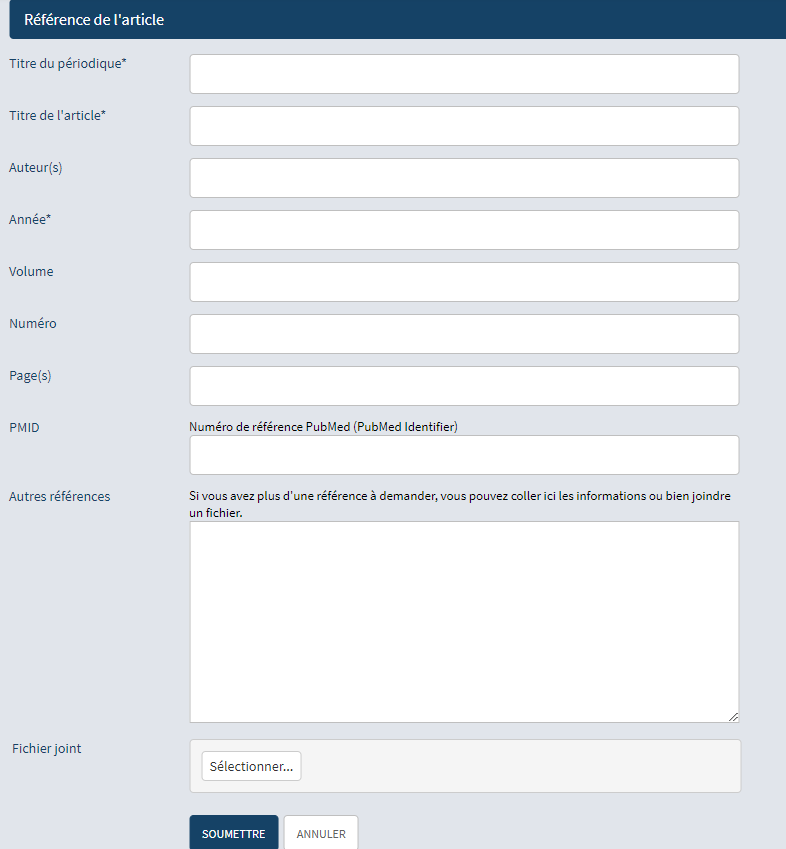 Référence de l'article
Titre du périodique*
Titre de l'article*
Auteur(s)
Année*
Volume
Numéro
Page(s)
PMID
Numéro de référence PubMed (PubMed Identifier)
Autres références
Si vous avez plus d'une référence à demander, vous pouvez coller ici les informations ou bien joindre
un fichier.
Fichier joint
Sélectionner...
SOUMETTRE
ANNULER